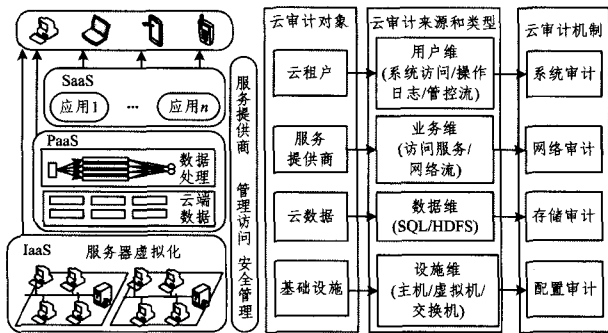 SaaS
应用1 … 应用n
PaaS
数据
处理
云端
数据
IaaS 服务器虚拟化
服务提供商 管理访问 安全管理
云审计对象
云租户
服务
提供商
云数据
基础设施
云审计来源和类型
用户维
(系统访问/操作
日志/管控流)
业务维
(访问服务/
网络流)
数据维
(SQL/HDFS)
设施维
(主机/虚拟机/
交换机)
云审计机制
系统审计
网络审计
存储审计
配置审计